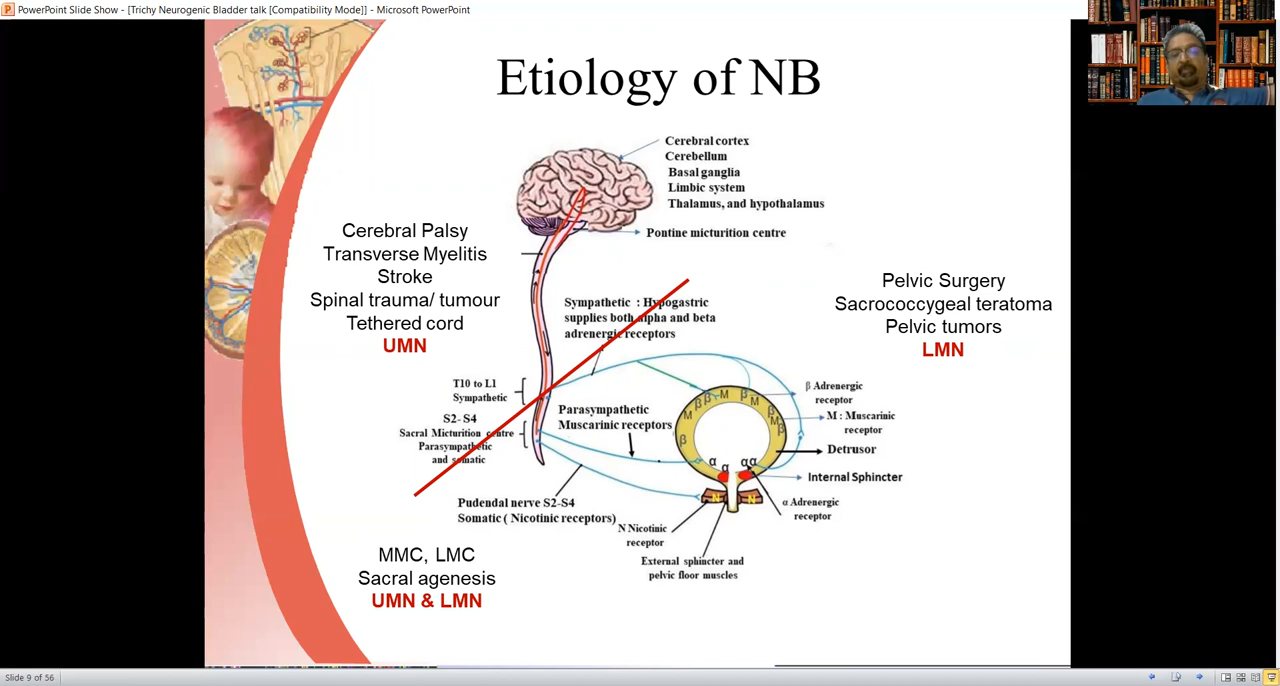 PowerPoint Slide Show - [Trichy Neurogenic Bladder talk [Compatibility Mode]] - Microsoft PowerPoint
Etiology of NB
Cerebral cortex
Cerebellum
Basal ganglia
Limbic system
Thalamus, and hypothalamus
Pontine micturition centre
Cerebral Palsy
Transverse Myelitis
Stroke
Spinal trauma/ tumour
Tethered cord
UMN
Sympathetic : Hypogastric
supplies both alpha and beta
adrenergic receptors
Pelvic Surgery
Sacrococcygeal teratoma
Pelvic tumors
LMN
T10 to L1
Sympathetic
S2- S4
Sacral Micturition centre
Parasympathetic
and somatic
Parasympathetic
Muscarinic receptors
β β M β M β M β
M
β
α α αα
N N
β Adrenergic
receptor
M : Muscarinic
receptor
Detrusor
Internal Sphincter
α Adrenergic
receptor
Pudendal nerve S2-S4
Somatic ( Nicotinic receptors)
N Nicotinic
receptor
External sphincter and
pelvic floor muscles
MMC, LMC
Sacral agenesis
UMN & LMN
Slide 9 of 56